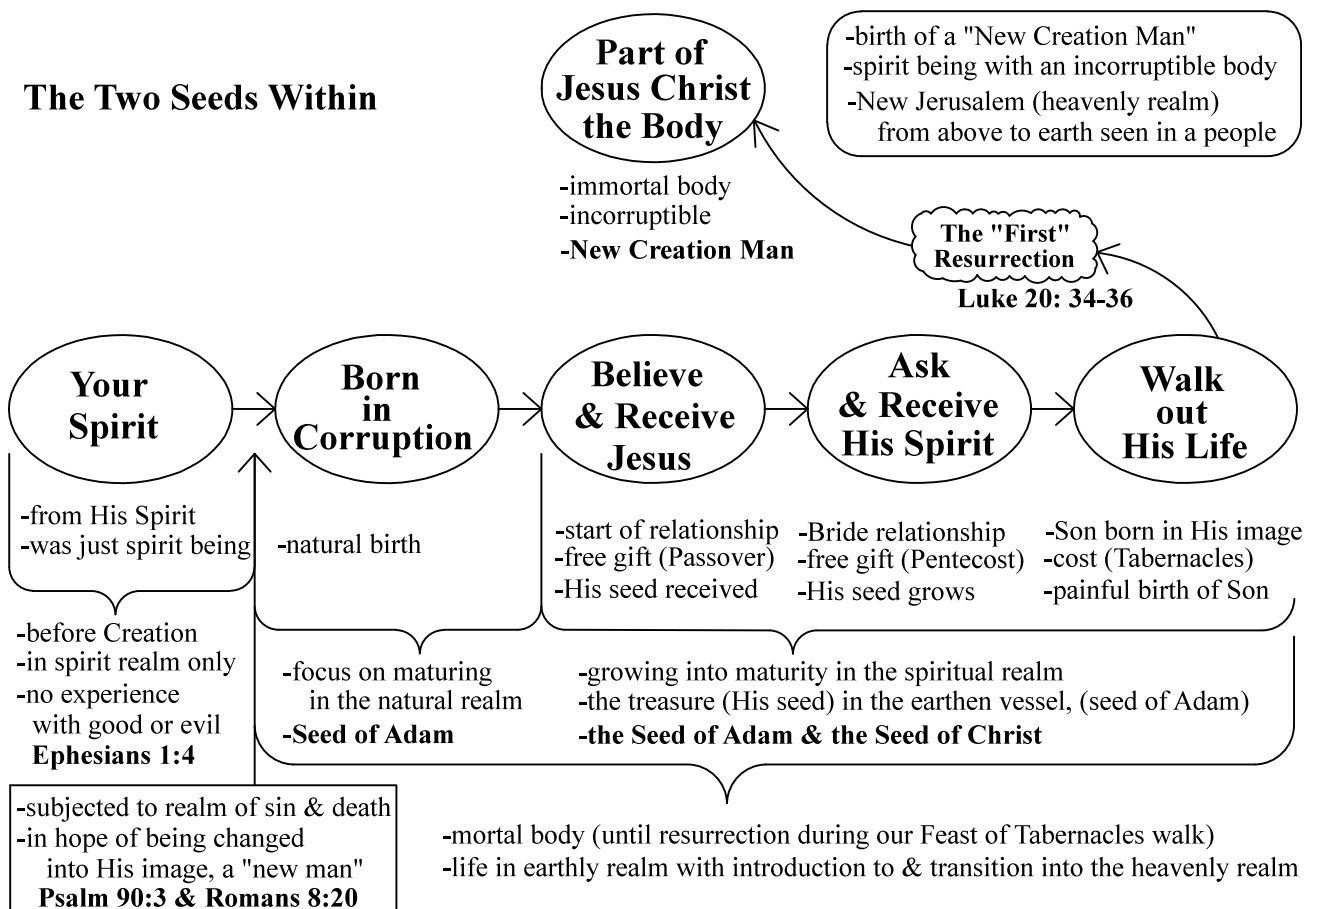 The Two Seeds Within
Part of
Jesus Christ
the Body
-immortal body
-incorruptible
-New Creation Man
-birth of a "New Creation Man"
-spirit being with an incorruptible body
-New Jerusalem (heavenly realm)
from above to earth seen in a people
The "First"
Resurrection
Luke 20: 34-36
Your
Spirit
Born
in
Corruption
Believe
& Receive
Jesus
Ask
& Receive
His Spirit
Walk
out
His Life
-from His Spirit
-was just spirit being
-natural birth
-start of relationship
-free gift (Passover)
-His seed received
-Bride relationship
-free gift (Pentecost)
-His seed grows
-Son born in His image
-cost (Tabernacles)
-painful birth of Son
-before Creation
-in spirit realm only
-no experience
with good or evil
Ephesians 1:4
-focus on maturing
in the natural realm
-Seed of Adam
-growing into maturity in the spiritual realm
-the treasure (His seed) in the earthen vessel, (seed of Adam)
-the Seed of Adam & the Seed of Christ
-subjected to realm of sin & death
-in hope of being changed
into His image, a "new man"
Psalm 90:3 & Romans 8:20
-mortal body (until resurrection during our Feast of Tabernacles walk)
-life in earthly realm with introduction to & transition into the heavenly realm